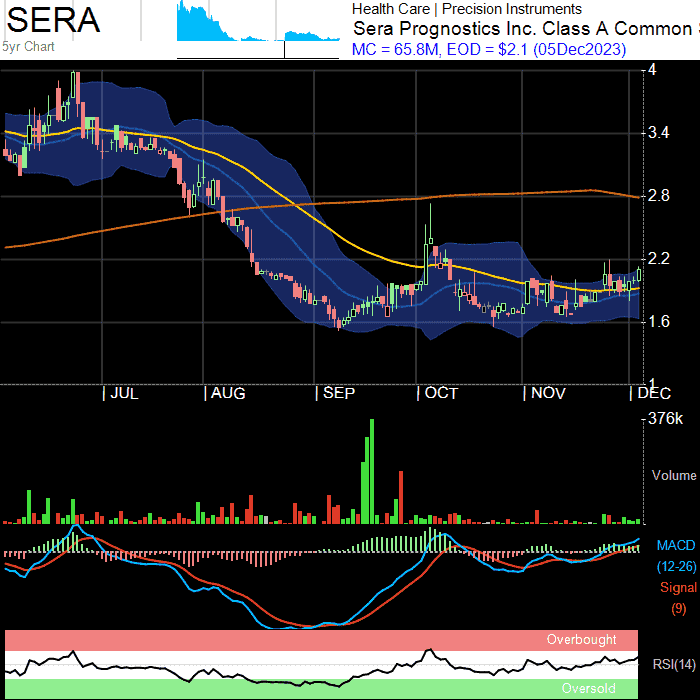 SERA
5yr Chart
Health Care | Precision Instruments
Sera Prognostics Inc. Class A Common
MC = 65.8M, EOD = $2.1 (05Dec2023)
4
3.4
2.8
2.2
1.6
1
JUL AUG SEP OCT NOV DEC
376k
Volume
MACD
(12-26)
Signal
(9)
Overbought
RSI(14)
Oversold